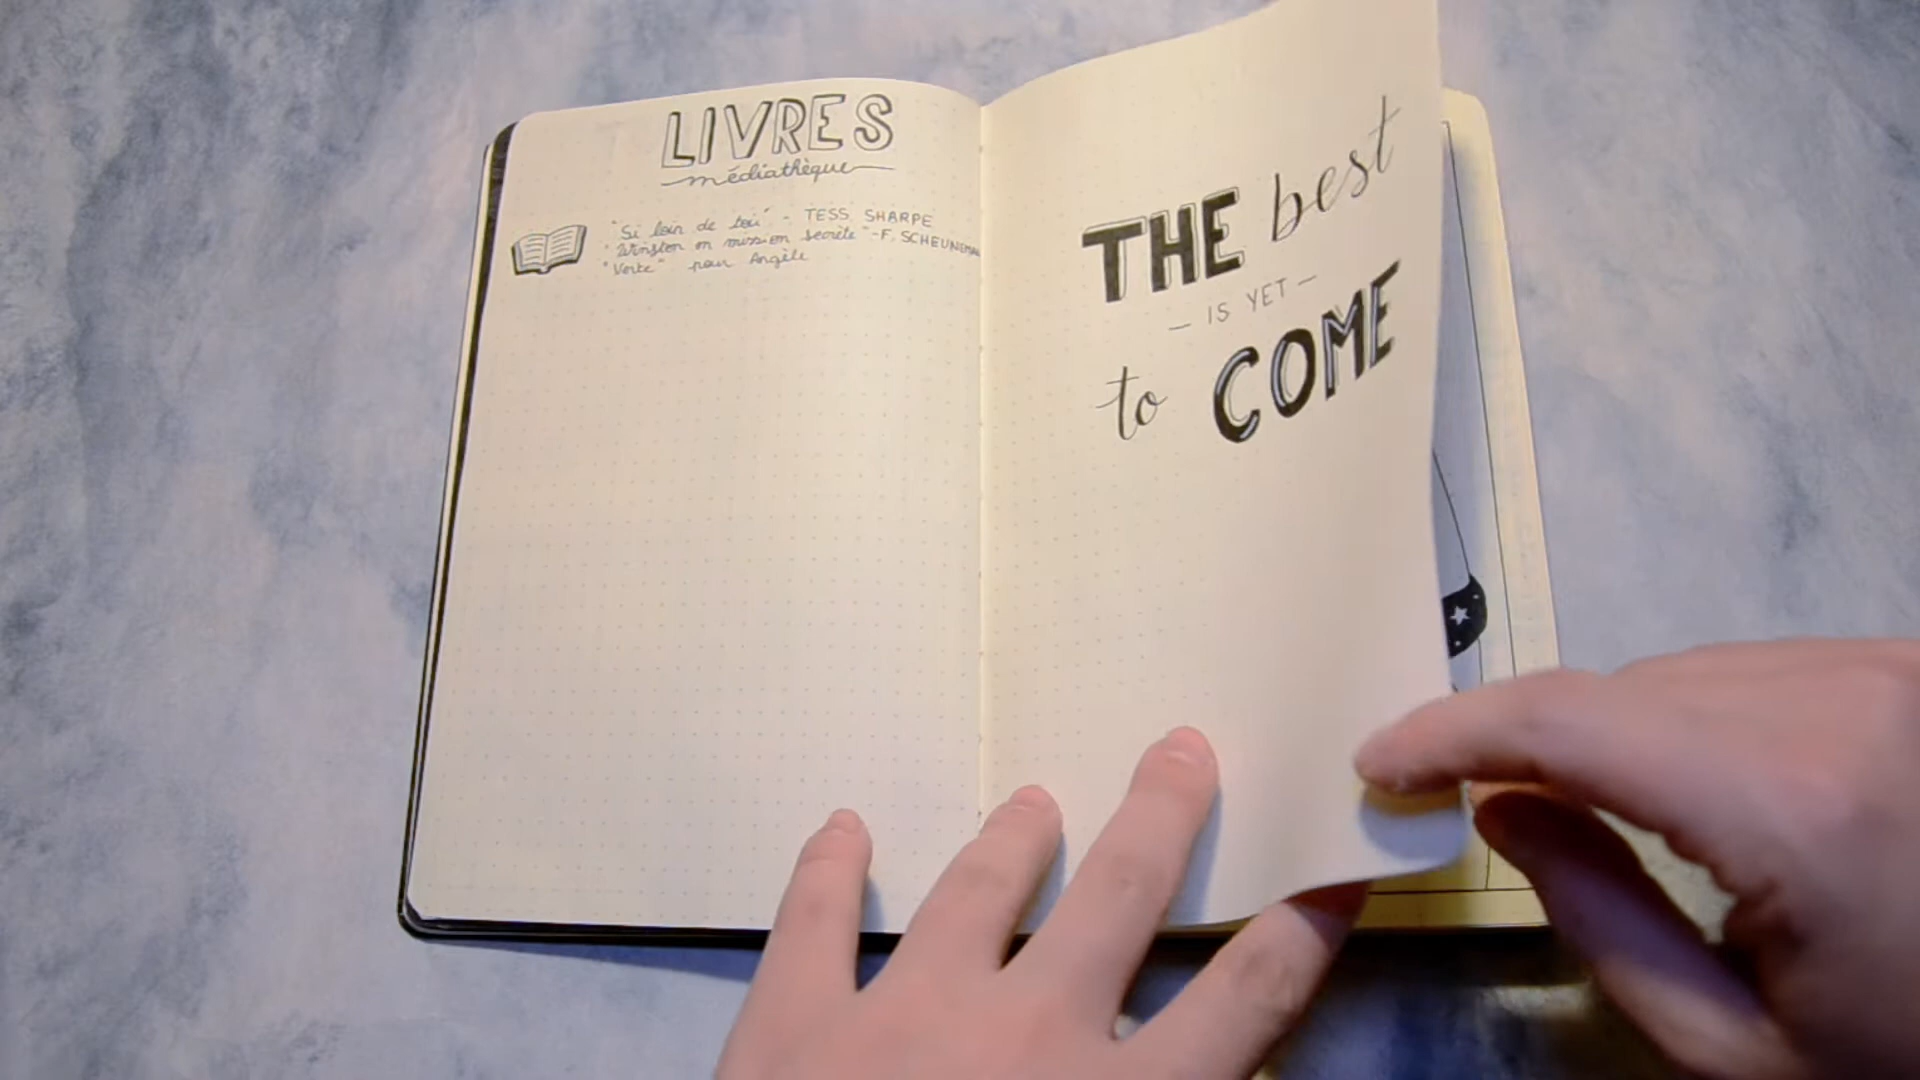 LIVRES
médiathèque
"Si loin de toi" - TESS SHARPE
"Winston en mission secrète" - F. SCHEUNEMAN
"Verte" pour Angèle
THE best
— IS YET —
to COME